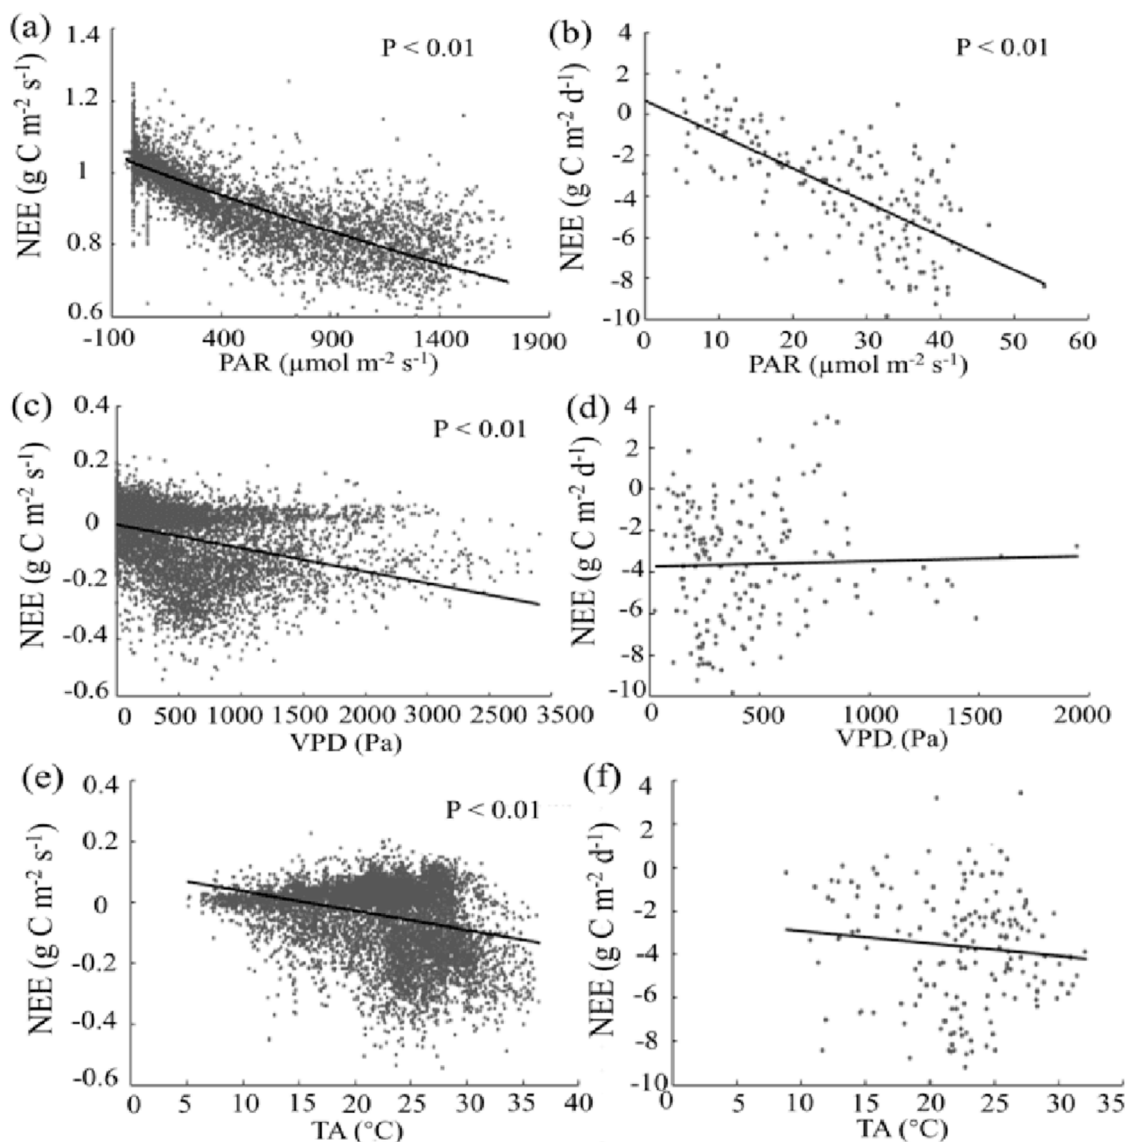 (a)
P < 0.01
NEE (g C m-2 s-1)
1.4
1.2
1
0.8
0.6
-100 400 900 1400 1900
PAR (µmol m-2 s-1)
(b)
P < 0.01
NEE (g C m-2 d-1)
4
2
0
-2
-4
-6
-8
-10
0 10 20 30 40 50 60
PAR (µmol m-2 s-1)
(c)
P < 0.01
NEE (g C m-2 s-1)
0.4
0.2
0
-0.2
-0.4
-0.6
0 500 1000 1500 2000 2500 3000 3500
VPD (Pa)
(d)
NEE (g C m-2 d-1)
4
2
0
-2
-4
-6
-8
-10
0 500 1000 1500 2000
VPD (Pa)
(e)
P < 0.01
NEE (g C m-2 s-1)
0.4
0.2
0
-0.2
-0.4
-0.6
0 5 10 15 20 25 30 35 40
TA (°C)
(f)
NEE (g C m-2 d-1)
4
2
0
-2
-4
-6
-8
-10
0 5 10 15 20 25 30 35
TA (°C)